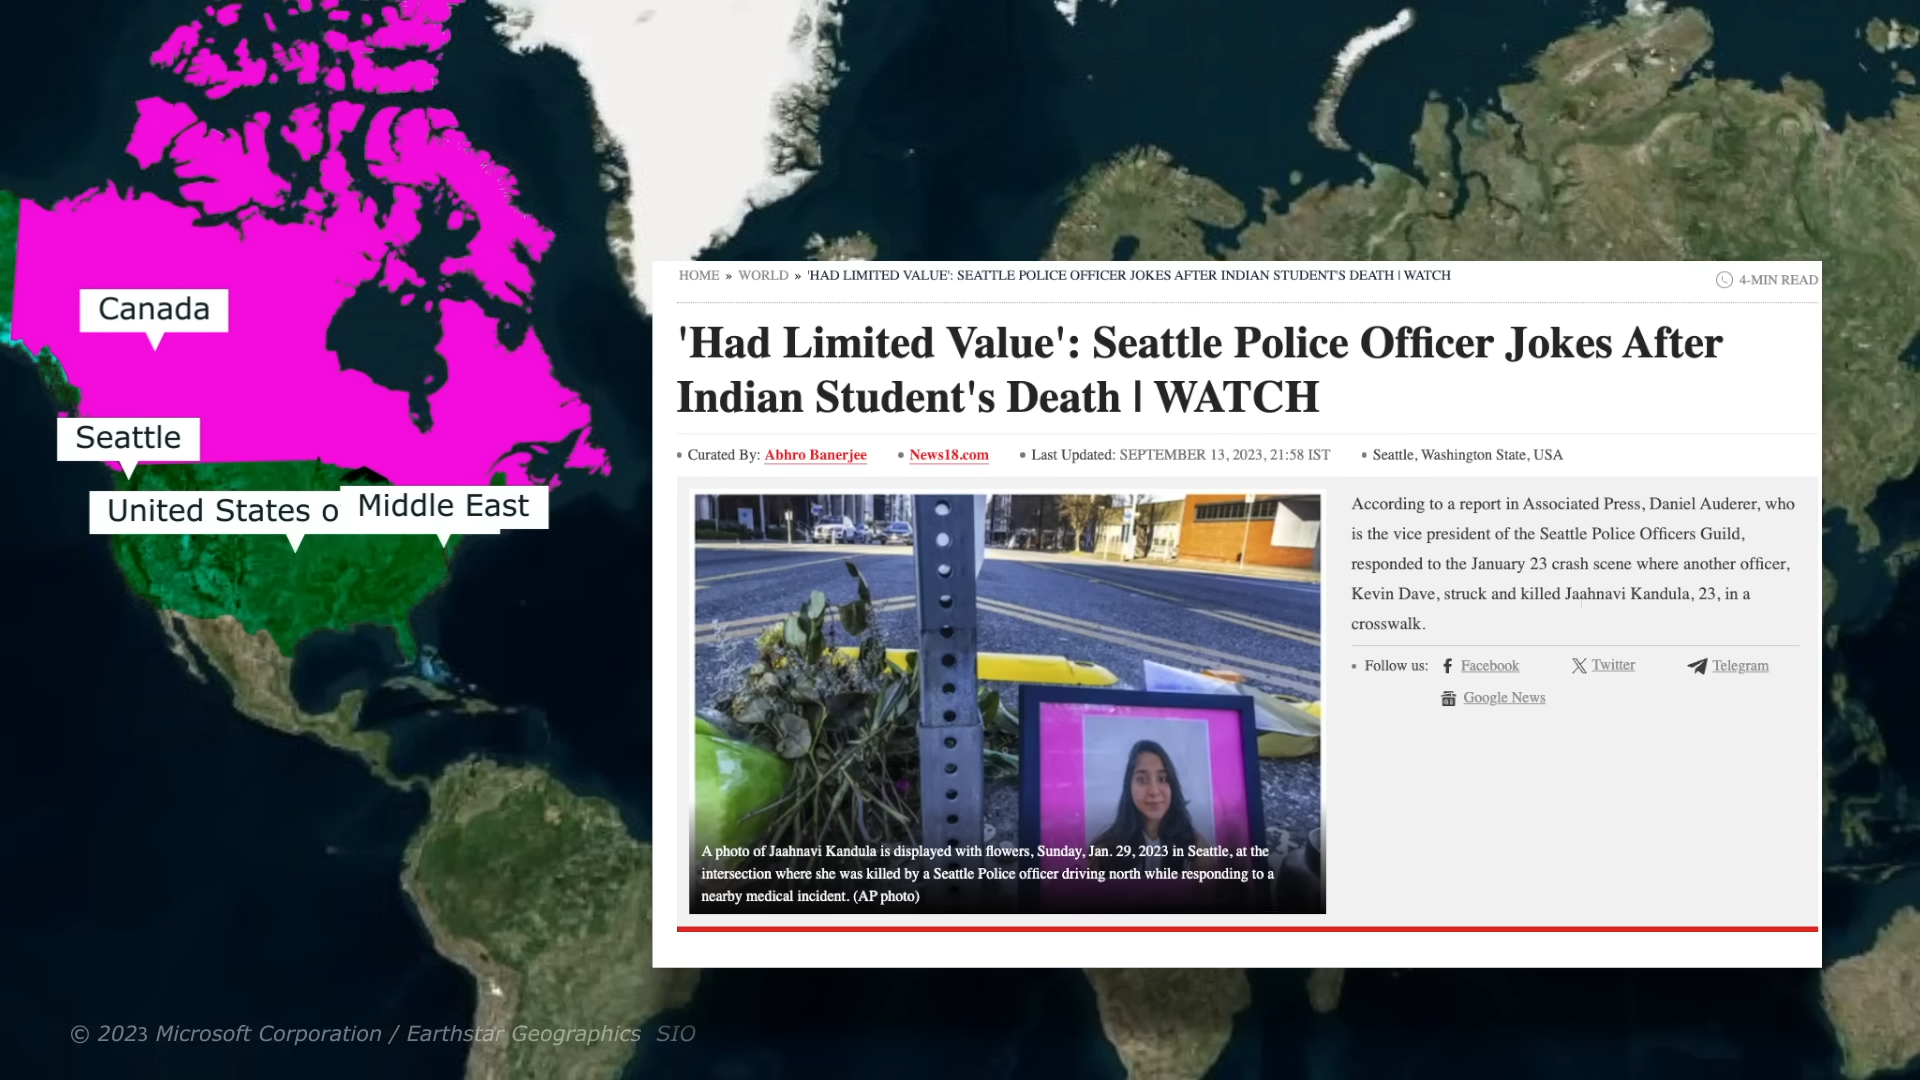 Canada
Seattle
United States o
Middle East
HOME » WORLD » 'HAD LIMITED VALUE': SEATTLE POLICE OFFICER JOKES AFTER INDIAN STUDENT'S DEATH | WATCH
4-MIN READ
'Had Limited Value': Seattle Police Officer Jokes After
Indian Student's Death | WATCH
• Curated By: Abhro Banerjee • News18.com • Last Updated: SEPTEMBER 13, 2023, 21:58 IST • Seattle, Washington State, USA
According to a report in Associated Press, Daniel Auderer, who
is the vice president of the Seattle Police Officers Guild,
responded to the January 23 crash scene where another officer,
Kevin Dave, struck and killed Jaahnavi Kandula, 23, in a
crosswalk.
• Follow us: Facebook Twitter Telegram
Google News
A photo of Jaahnavi Kandula is displayed with flowers, Sunday, Jan. 29, 2023 in Seattle, at the
intersection where she was killed by a Seattle Police officer driving north while responding to a
nearby medical incident. (AP photo)
© 2023 Microsoft Corporation / Earthstar Geographics SIO